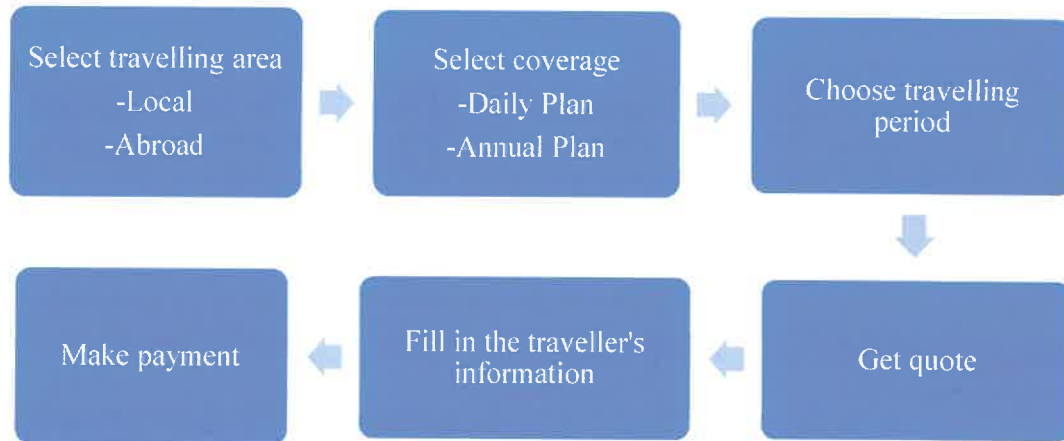 Select travelling area
-Local
-Abroad
Select coverage
-Daily Plan
-Annual Plan
Choose travelling
period
Get quote
Fill in the traveller's
information
Make payment